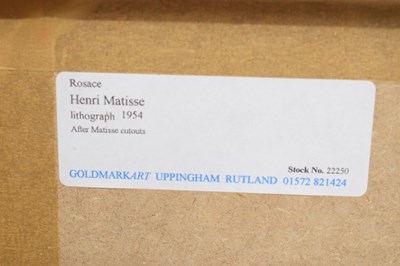 Rosace
Henri Matisse
lithograph 1954
After Matisse cutouts
Stock No. 22250
GOLDMARKART UPPINGHAM RUTLAND 01572 821424